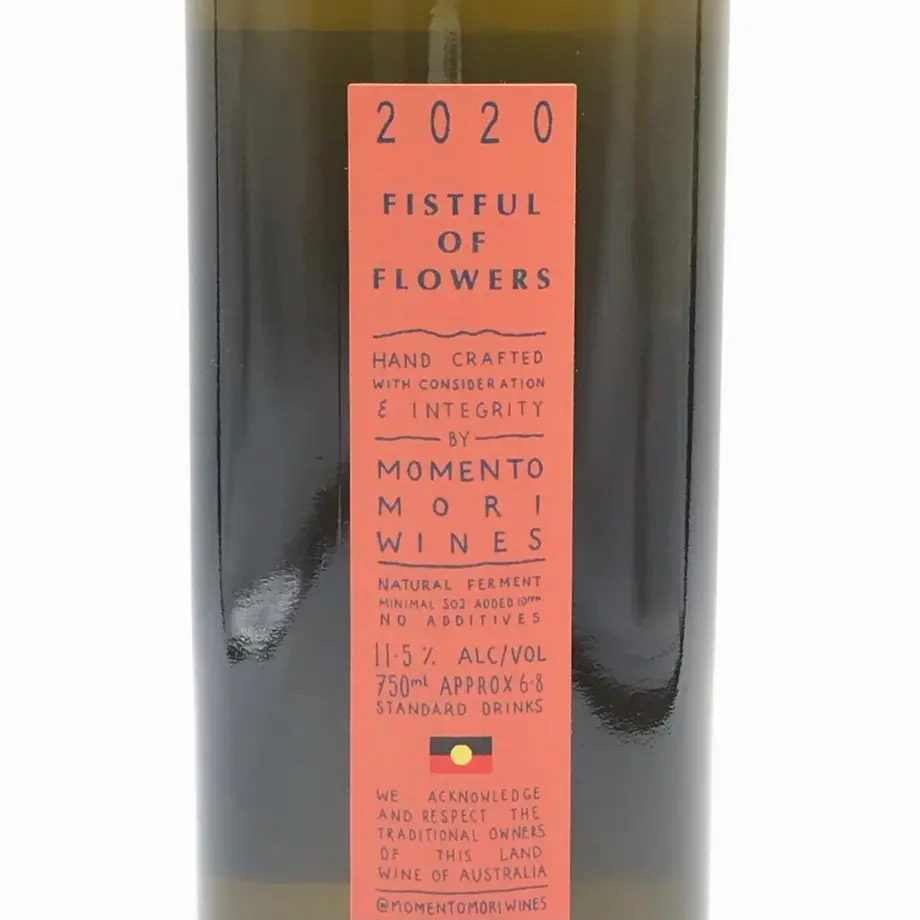 2020
FISTFUL
OF
FLOWERS
HAND CRAFTED
WITH CONSIDERATION
& INTEGRITY
BY
MOMENTO
MORI
WINES
NATURAL FERMENT
MINIMAL SO2 ADDED 10PPM
NO ADDITIVES
11·5% ALC/VOL
750ml APPROX 6·8
STANDARD DRINKS
WE ACKNOWLEDGE
AND RESPECT THE
TRADITIONAL OWNERS
OF THIS LAND
WINE OF AUSTRALIA
@MOMENTOMORIWINES